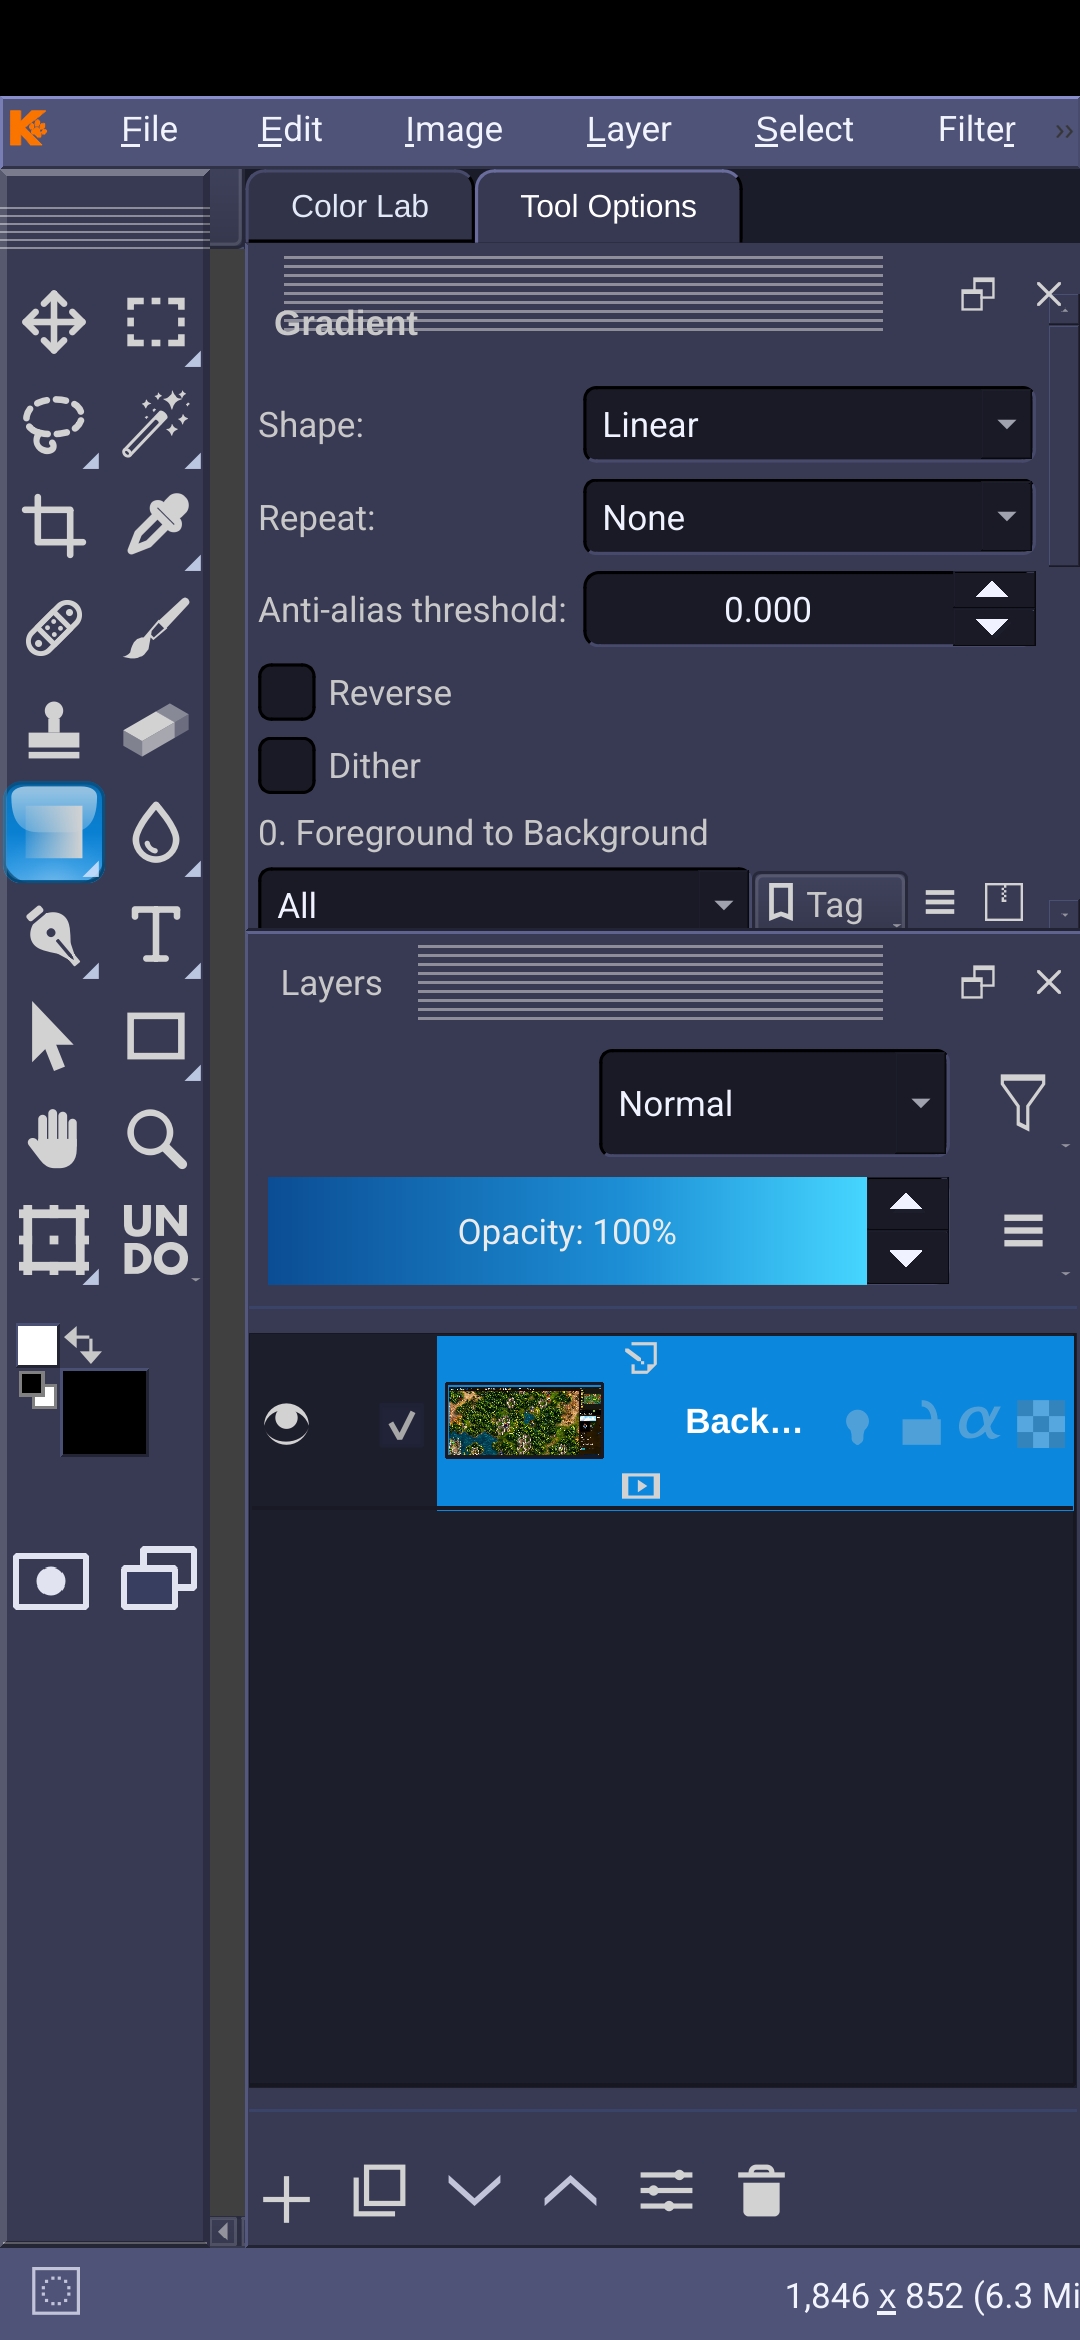 File Edit Image Layer Select Filter »
Color Lab Tool Options
Gradient
Shape: Linear
Repeat: None
Anti-alias threshold: 0.000
Reverse
Dither
0. Foreground to Background
All Tag
Layers
Normal
UN
DO
Opacity: 100%
Back... α
1,846 x 852 (6.3 Mi